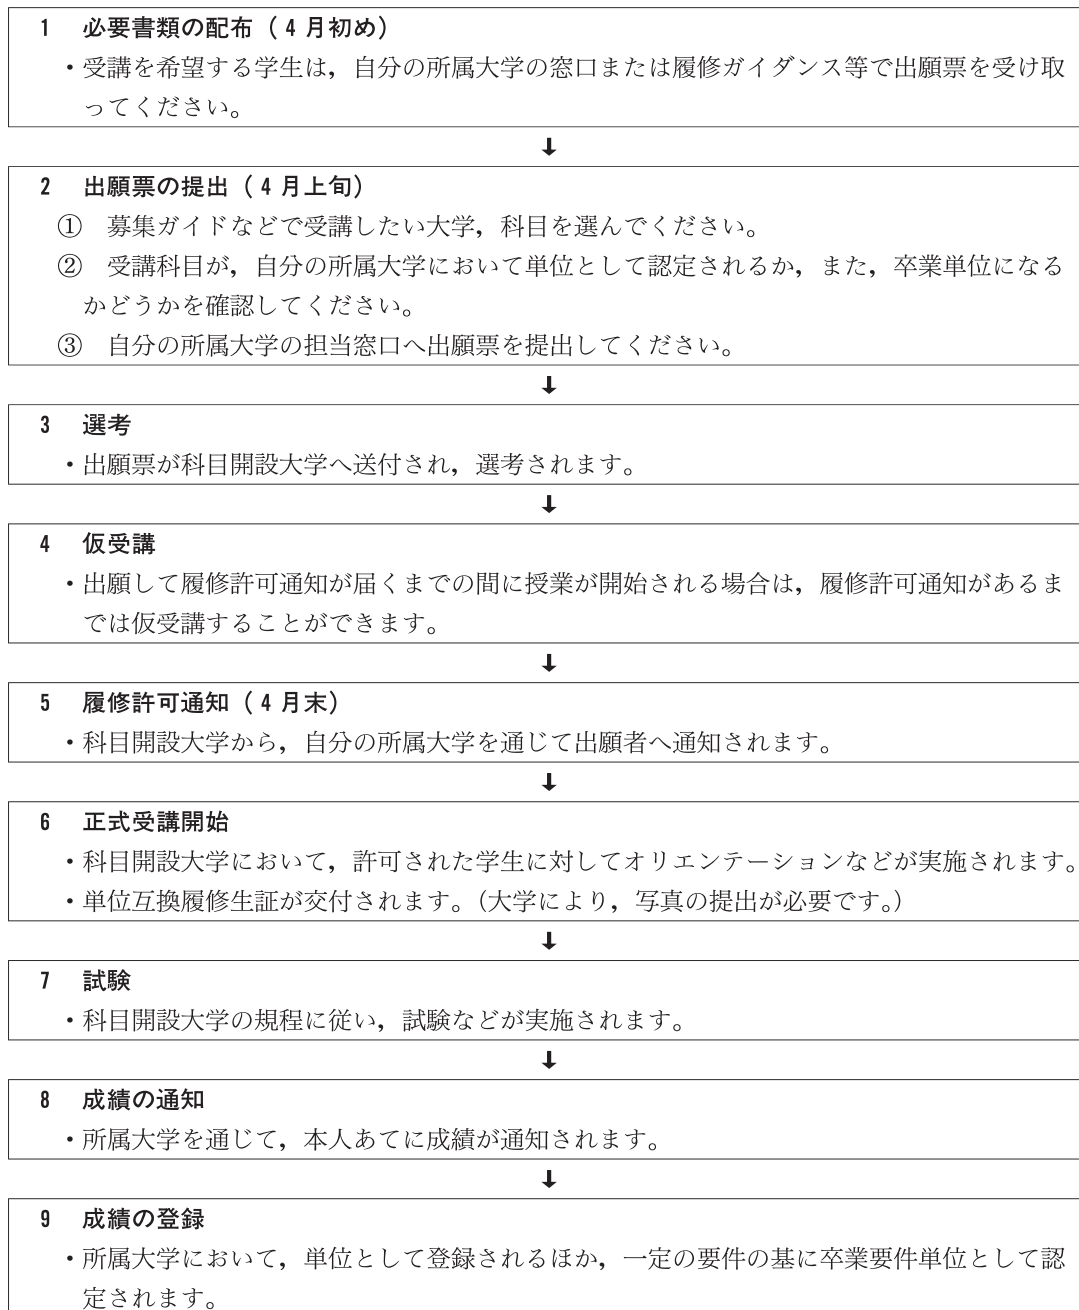 1 必要書類の配布（4月初め）
・受講を希望する学生は，自分の所属大学の窓口または履修ガイダンス等で出願票を受け取
ってください。
⬇
2 出願票の提出（4月上旬）
① 募集ガイドなどで受講したい大学，科目を選んでください。
② 受講科目が，自分の所属大学において単位として認定されるか，また，卒業単位になる
かどうかを確認してください。
③ 自分の所属大学の担当窓口へ出願票を提出してください。
⬇
3 選考
・出願票が科目開設大学へ送付され，選考されます。
⬇
4 仮受講
・出願して履修許可通知が届くまでの間に授業が開始される場合は，履修許可通知があるま
では仮受講することができます。
⬇
5 履修許可通知（4月末）
・科目開設大学から，自分の所属大学を通じて出願者へ通知されます。
⬇
6 正式受講開始
・科目開設大学において，許可された学生に対してオリエンテーションなどが実施されます。
・単位互換履修生証が交付されます。（大学により，写真の提出が必要です。）
⬇
7 試験
・科目開設大学の規程に従い，試験などが実施されます。
⬇
8 成績の通知
・所属大学を通じて，本人あてに成績が通知されます。
⬇
9 成績の登録
・所属大学において，単位として登録されるほか，一定の要件の基に卒業要件単位として認
定されます。